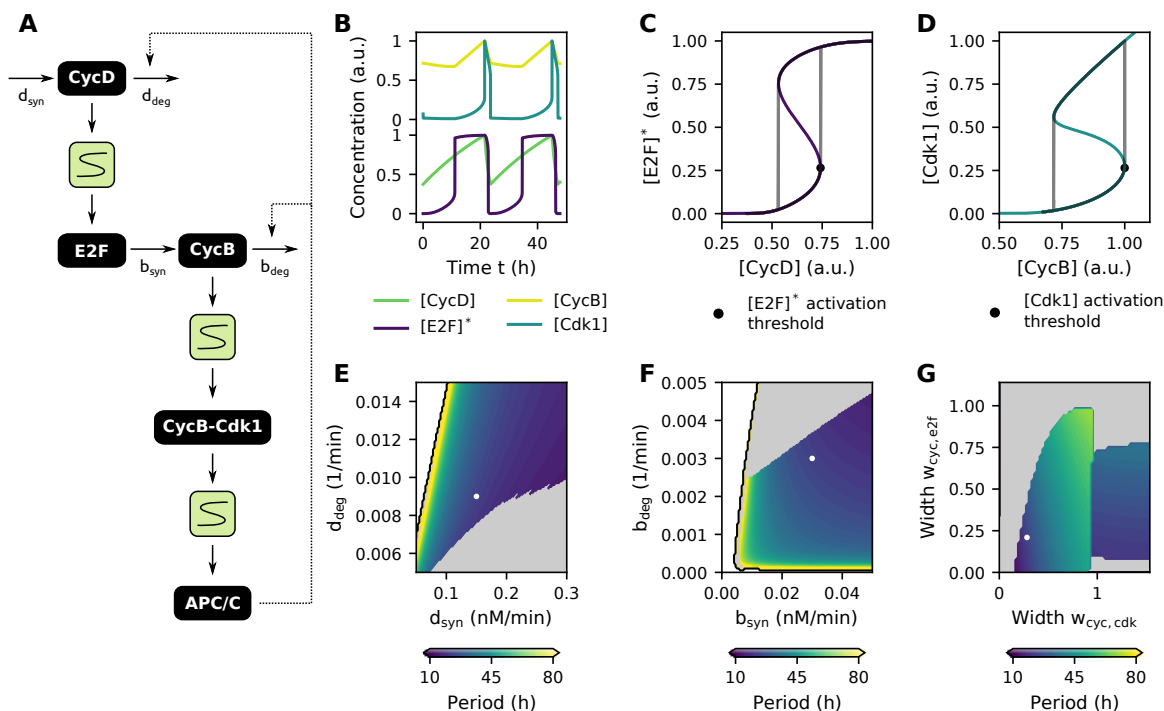 A
CycD
d_syn
d_deg
E2F
CycB
b_syn
b_deg
CycB-Cdk1
APC/C
B
Concentration (a.u.)
1
0.5
0
1
0.5
0
0
20
40
Time t (h)
[CycD]
[E2F]*
[CycB]
[Cdk1]
C
[E2F]* (a.u.)
1.00
0.75
0.50
0.25
0.00
0.25
0.50
0.75
1.00
[CycD] (a.u.)
[E2F]* activation
threshold
D
[Cdk1] (a.u.)
1.00
0.75
0.50
0.25
0.00
0.50
0.75
1.00
[CycB] (a.u.)
[Cdk1] activation
threshold
E
d_deg (1/min)
0.014
0.012
0.010
0.008
0.006
0.1
0.2
0.3
d_syn (nM/min)
10
45
80
Period (h)
F
b_deg (1/min)
0.005
0.004
0.003
0.002
0.001
0.000
0.00
0.02
0.04
b_syn (nM/min)
10
45
80
Period (h)
G
Width w_cyc,e2f
1.00
0.75
0.50
0.25
0.00
0
1
Width w_cyc,cdk
10
45
80
Period (h)